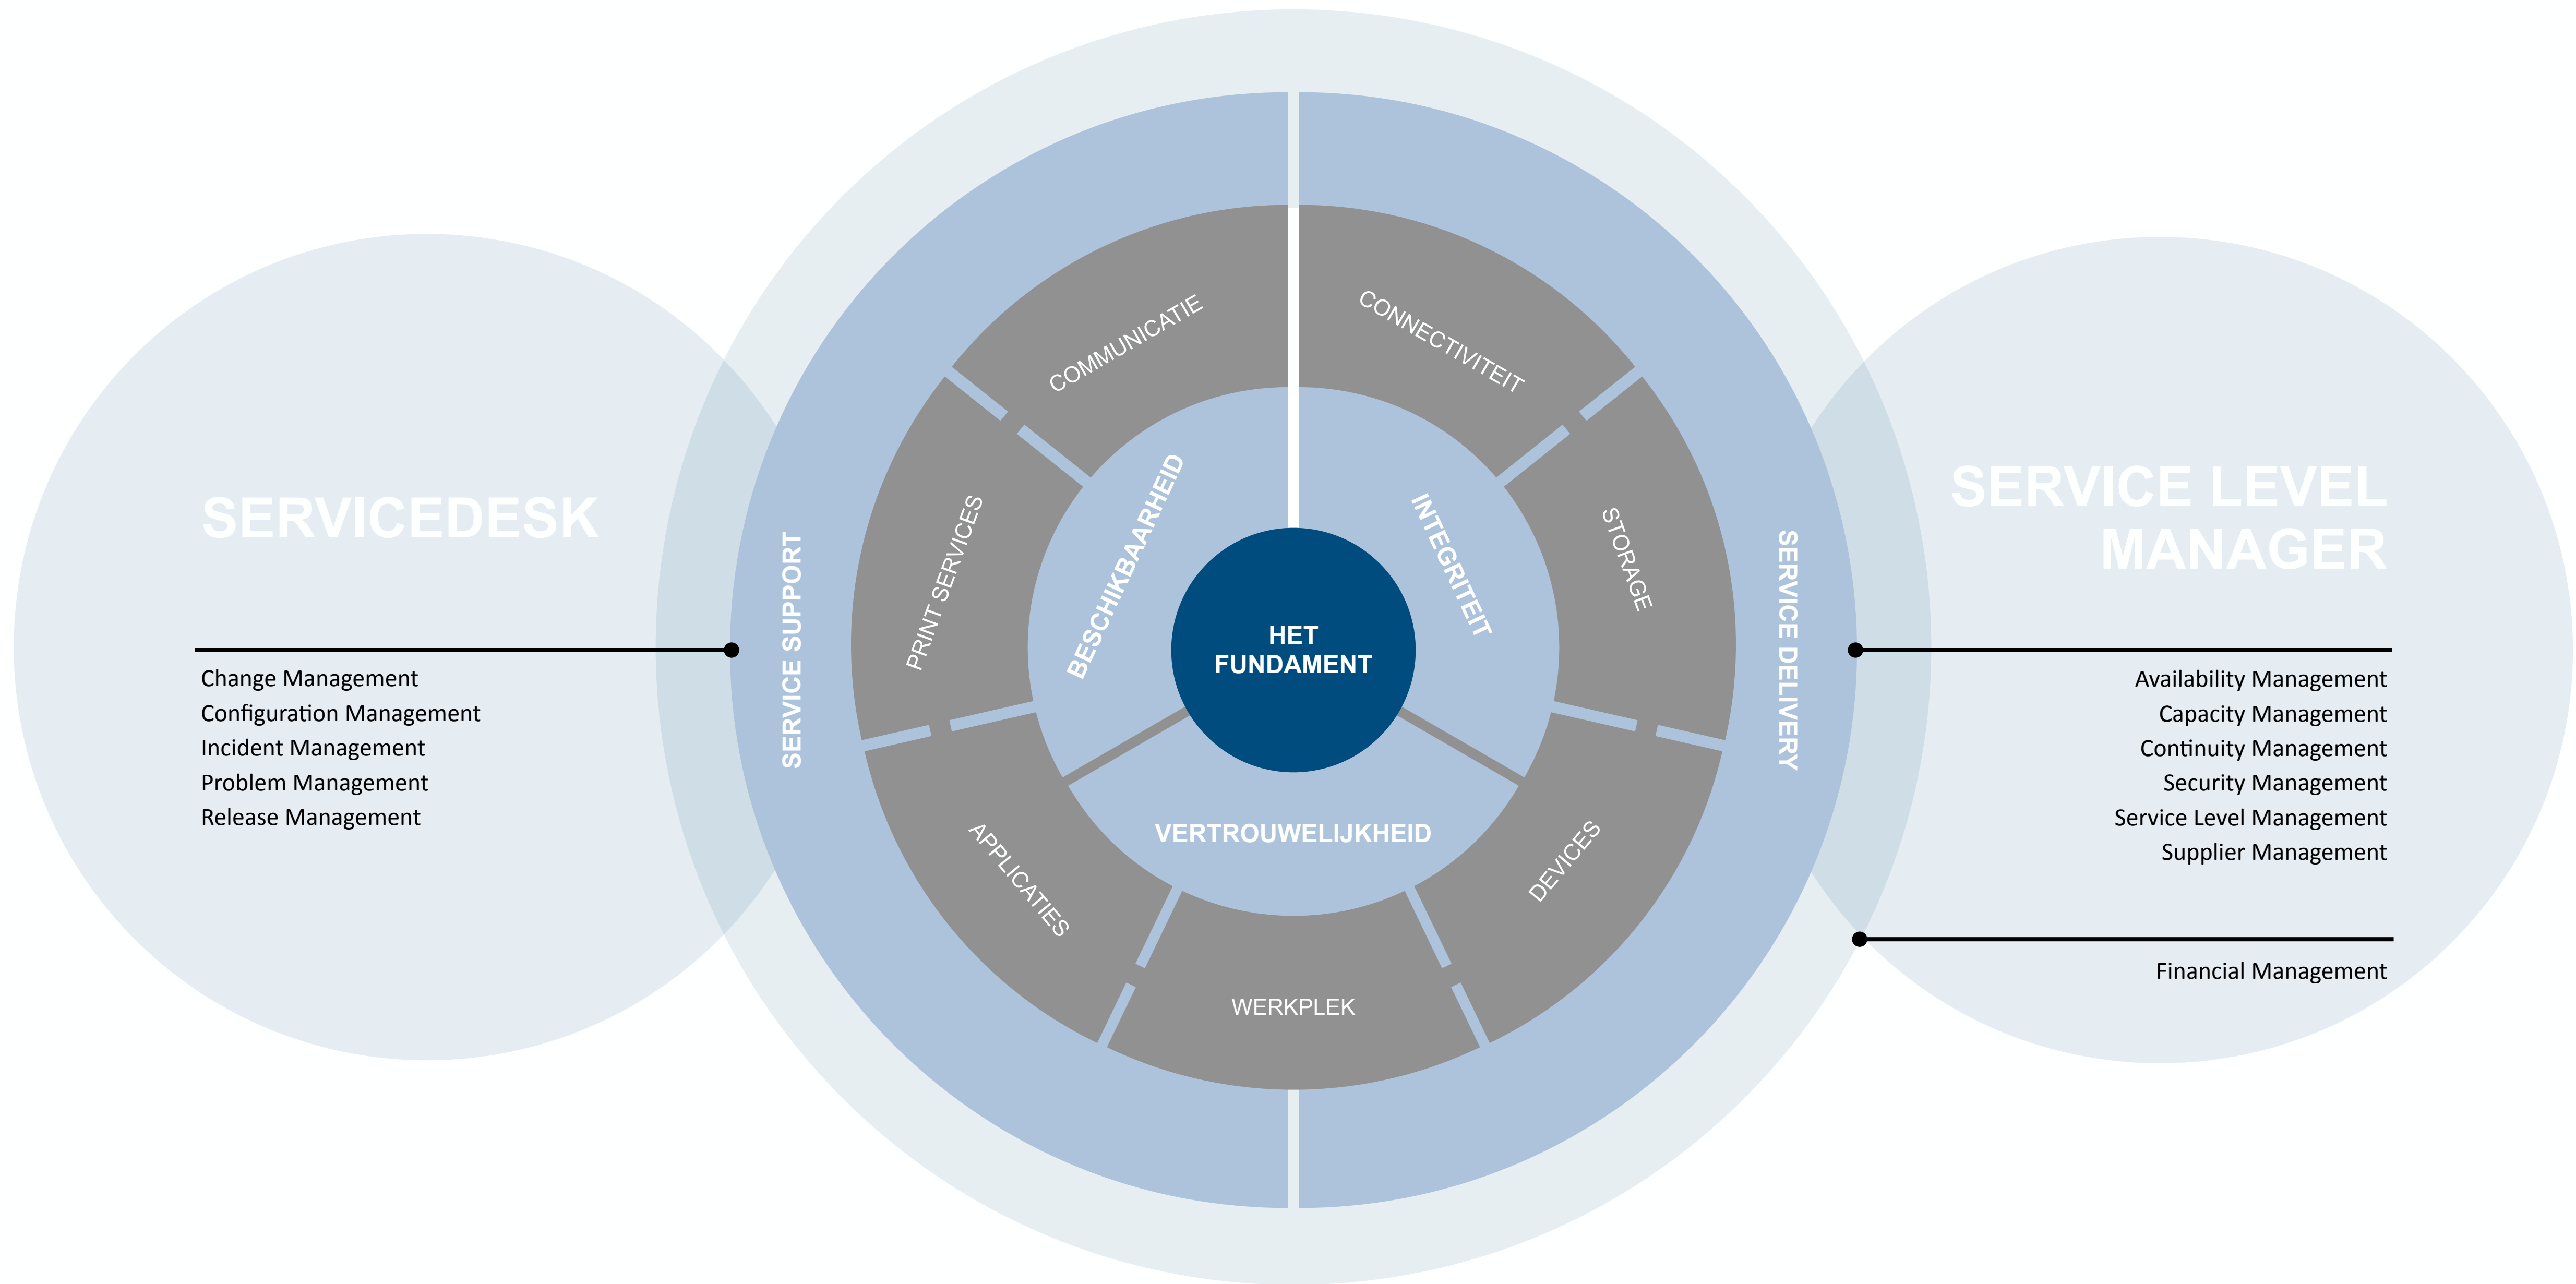 SERVICEDESK
Change Management
Configuration Management
Incident Management
Problem Management
Release Management
SERVICE SUPPORT
COMMUNICATIE
CONNECTIVITEIT
PRINT SERVICES
STORAGE
APPLICATIES
WERKPLEK
DEVICES
BESCHIKBAARHEID
INTEGRITEIT
VERTROUWELIJKHEID
HET
FUNDAMENT
SERVICE DELIVERY
SERVICE LEVEL
MANAGER
Availability Management
Capacity Management
Continuity Management
Security Management
Service Level Management
Supplier Management
Financial Management